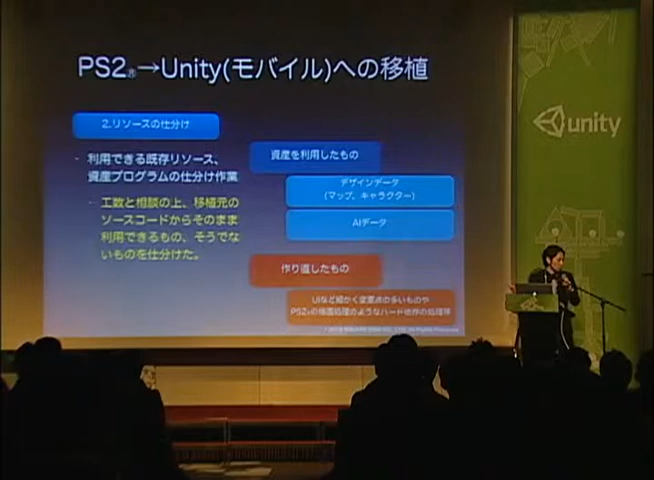 PS2®→Unity(モバイル)への移植
2.リソースの仕分け
- 利用できる既存リソース、
資産プログラムの仕分け作業
- 工数と相談の上、移植元の
ソースコードからそのまま
利用できるもの、そうでな
いものを仕分けた。
資産を利用したもの
デザインデータ
(マップ、キャラクター)
AIデータ
作り直したもの
UIなど細かく変更点の多いものや
PS2®の描画処理のようなハード依存の処理等
unity